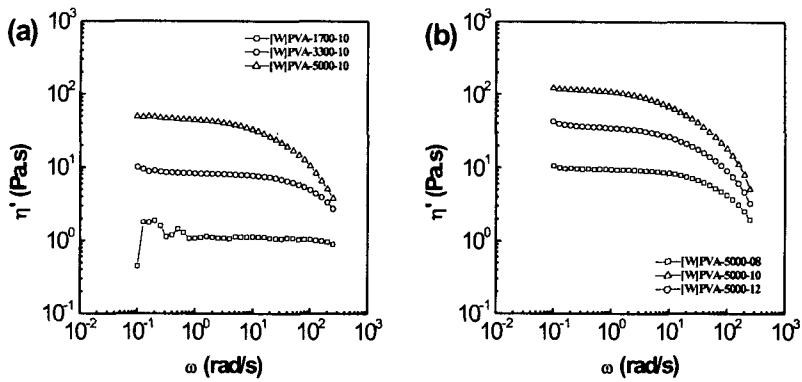 (a)
[W]PVA-1700-10
[W]PVA-3300-10
[W]PVA-5000-10
η' (Pa.s)
10³
10²
10¹
10⁰
10⁻¹
10⁻² 10⁻¹ 10⁰ 10¹ 10² 10³
ω (rad/s)
(b)
[W]PVA-5000-08
[W]PVA-5000-10
[W]PVA-5000-12
η' (Pa.s)
10³
10²
10¹
10⁰
10⁻¹
10⁻² 10⁻¹ 10⁰ 10¹ 10² 10³
ω (rad/s)